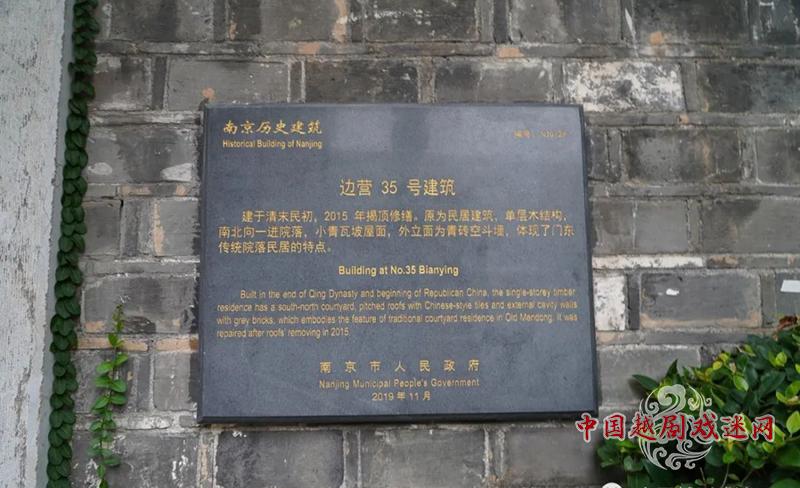 南京历史建筑
Historical Building of Nanjing
编号:
边营 35 号建筑
建于清末民初，2015 年揭顶修缮。原为民居建筑，单层木结构，
南北向一进院落，小青瓦坡屋面，外立面为青砖空斗墙，体现了门东
传统院落民居的特点。
Building at No.35 Bianying
Built in the end of Qing Dynasty and beginning of Republican China, the single-storey timber
residence has a south-north courtyard, pitched roofs with Chinese-style tiles and external cavity walls
with grey bricks, which embodies the feature of traditional courtyard residence in Old Mendong. It was
repaired after roofs' removing in 2015.
南京市人民政府
Nanjing Municipal People's Government
2019 年 11 月
中国越剧戏迷网